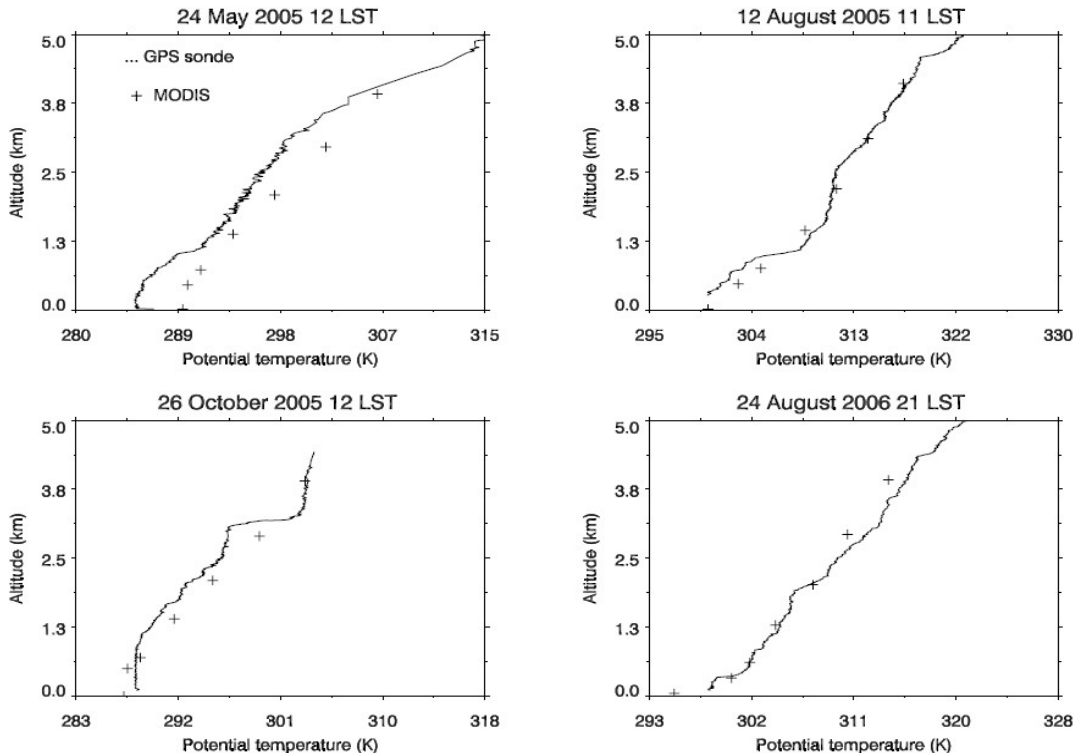 24 May 2005 12 LST
5.0
3.8
2.5
1.3
0.0
Altitude (km)
... GPS sonde
+ MODIS
280 289 298 307 315
Potential temperature (K)
12 August 2005 11 LST
5.0
3.8
2.5
1.3
0.0
Altitude (km)
295 304 313 322 330
Potential temperature (K)
26 October 2005 12 LST
5.0
3.8
2.5
1.3
0.0
Altitude (km)
283 292 301 310 318
Potential temperature (K)
24 August 2006 21 LST
5.0
3.8
2.5
1.3
0.0
Altitude (km)
293 302 311 320 328
Potential temperature (K)